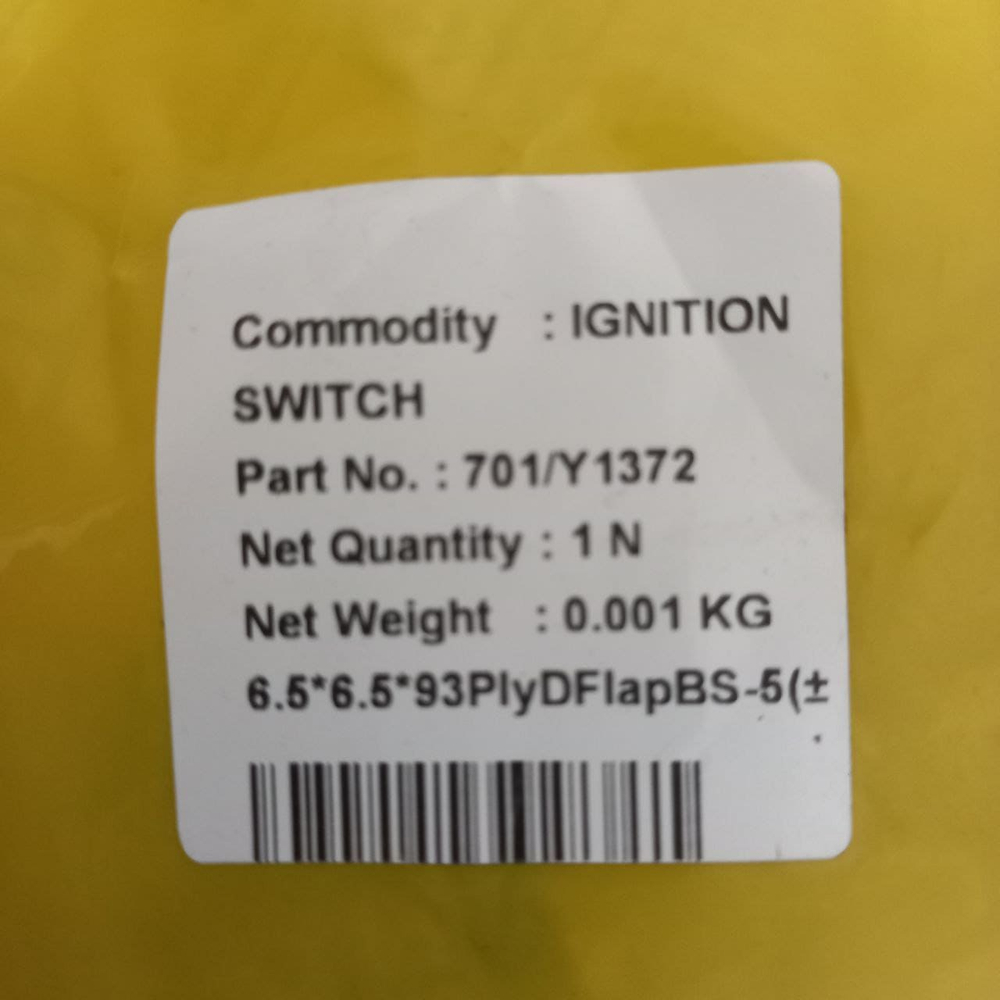 Commodity : IGNITION
SWITCH
Part No. : 701/Y1372
Net Quantity : 1 N
Net Weight : 0.001 KG
6.5*6.5*93PlyDFlapBS-5(±